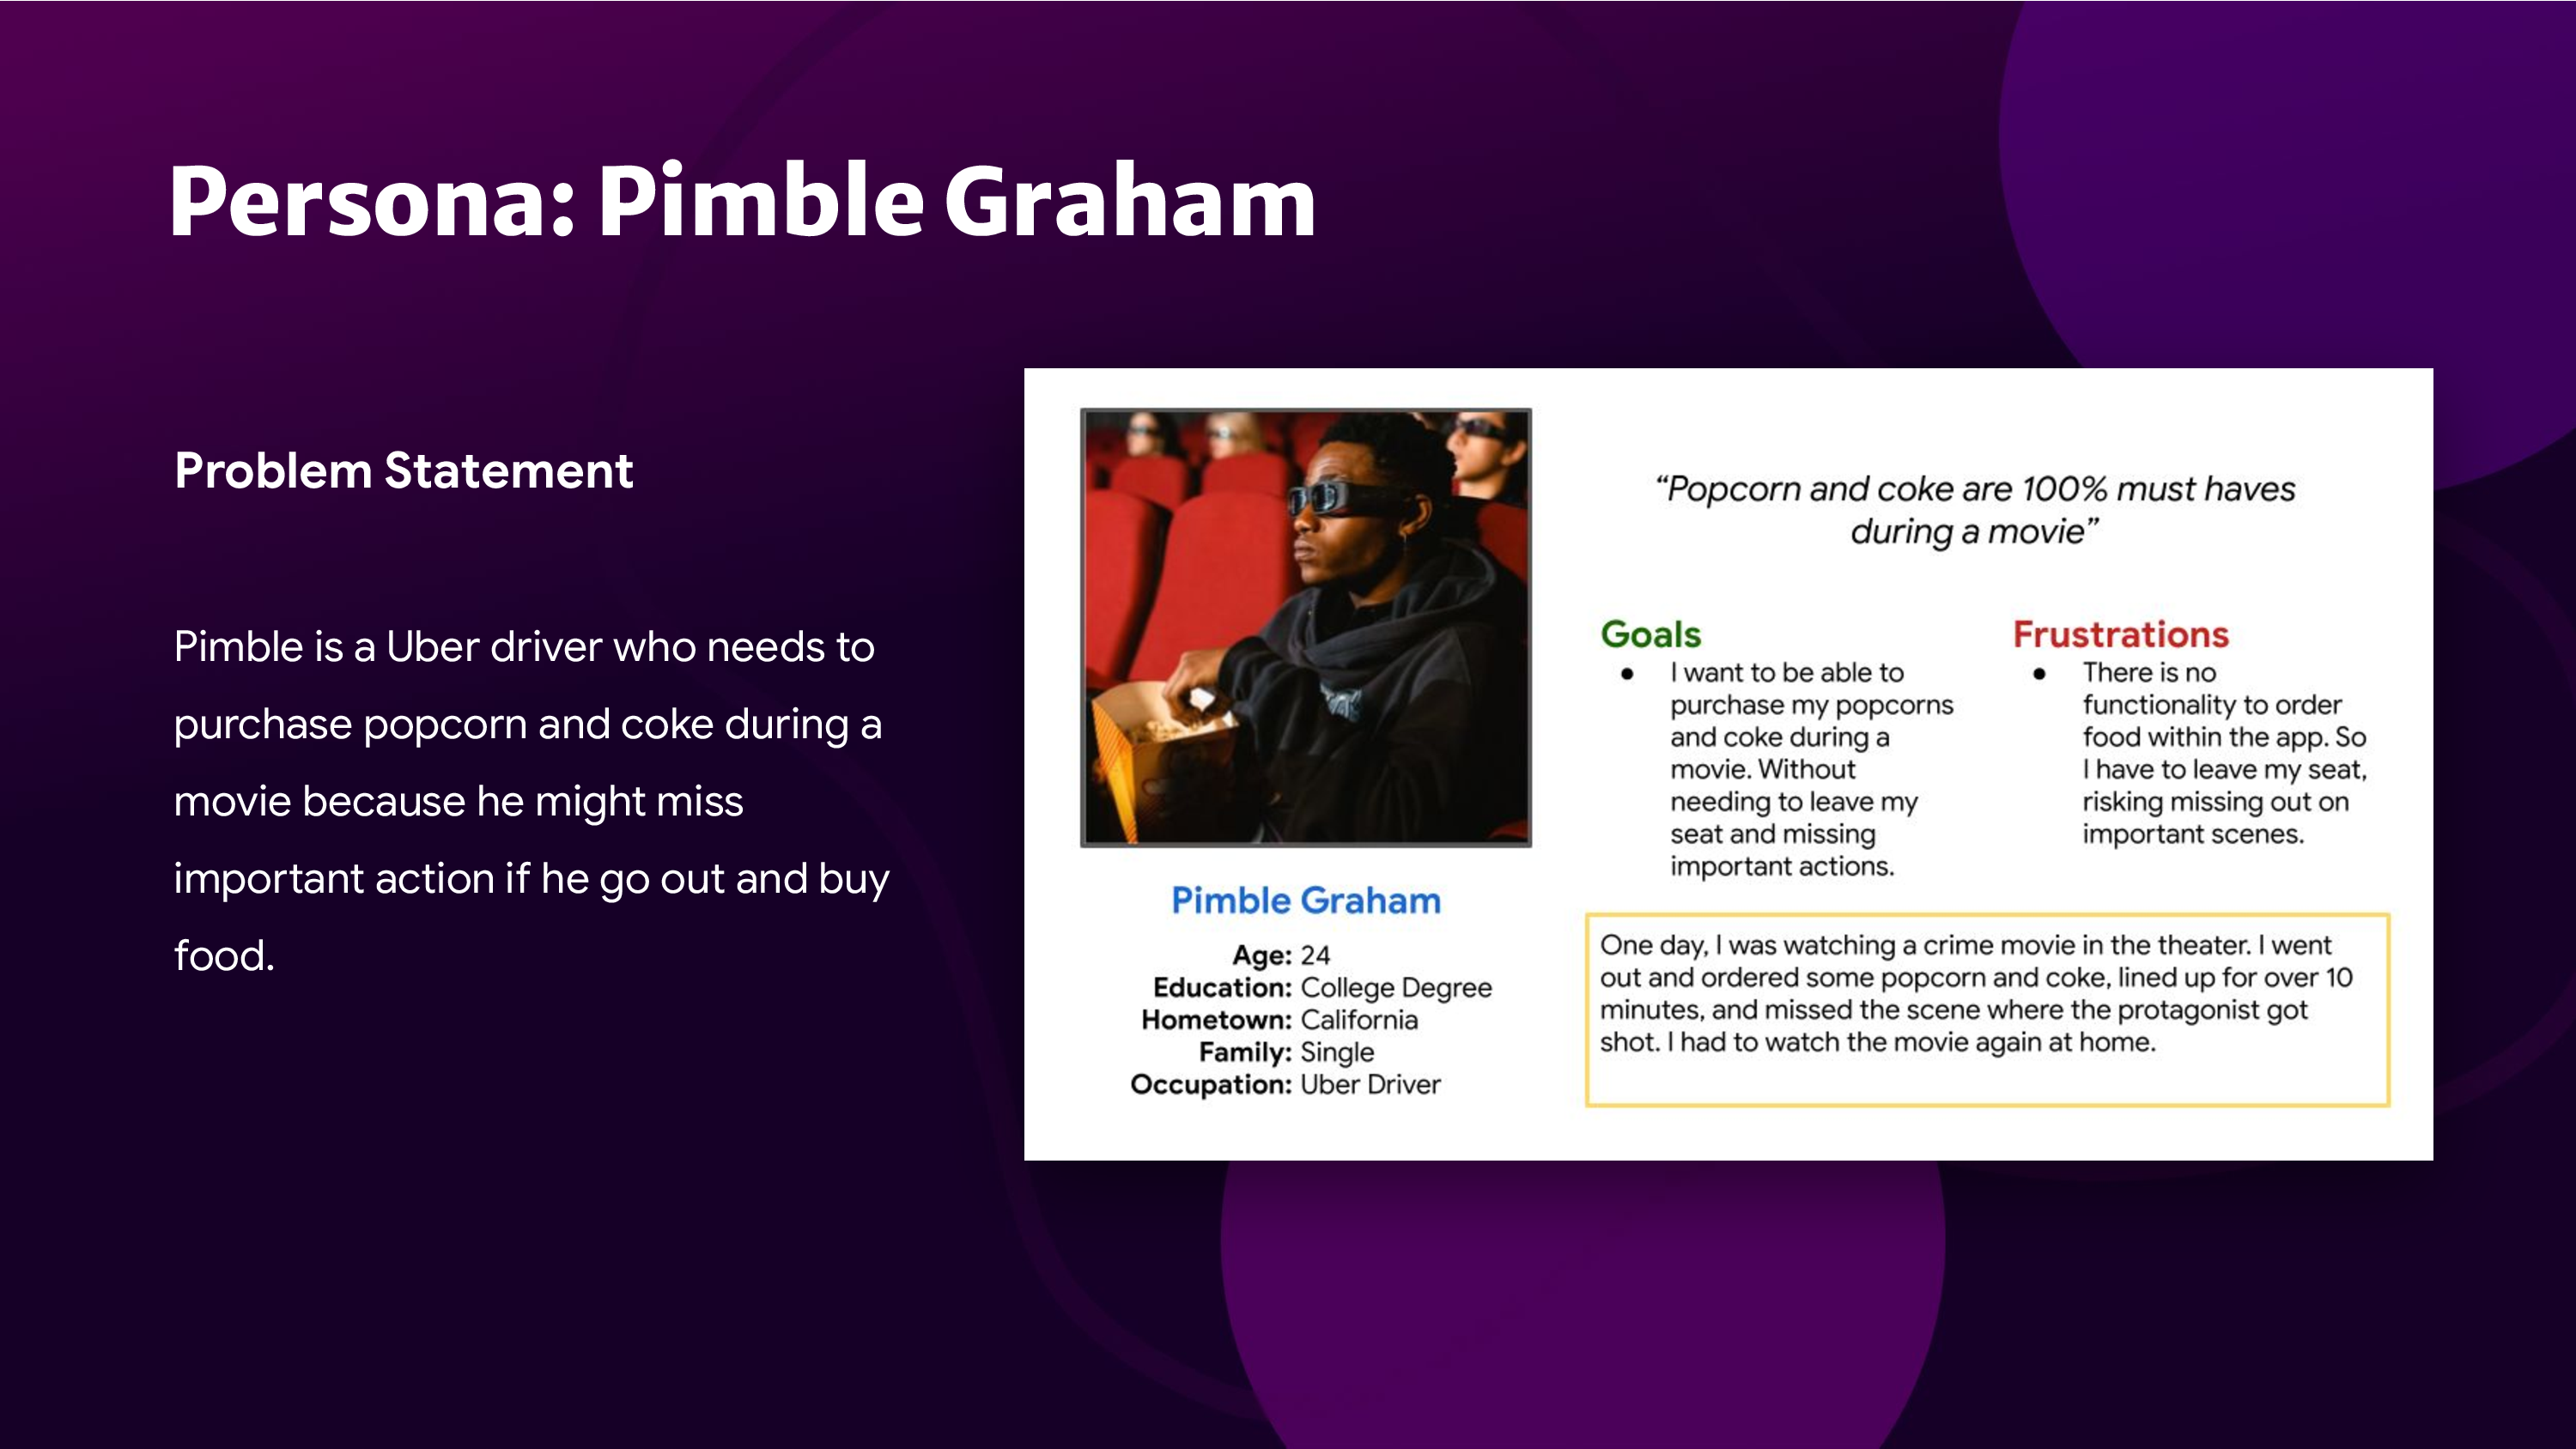 Persona: Pimble Graham
Problem Statement
Pimble is a Uber driver who needs to
purchase popcorn and coke during a
movie because he might miss
important action if he go out and buy
food.
Pimble Graham
Age: 24
Education: College Degree
Hometown: California
Family: Single
Occupation: Uber Driver
“Popcorn and coke are 100% must haves
during a movie”
Goals
● I want to be able to
purchase my popcorns
and coke during a
movie. Without
needing to leave my
seat and missing
important actions.
Frustrations
● There is no
functionality to order
food within the app. So
I have to leave my seat,
risking missing out on
important scenes.
One day, I was watching a crime movie in the theater. I went
out and ordered some popcorn and coke, lined up for over 10
minutes, and missed the scene where the protagonist got
shot. I had to watch the movie again at home.